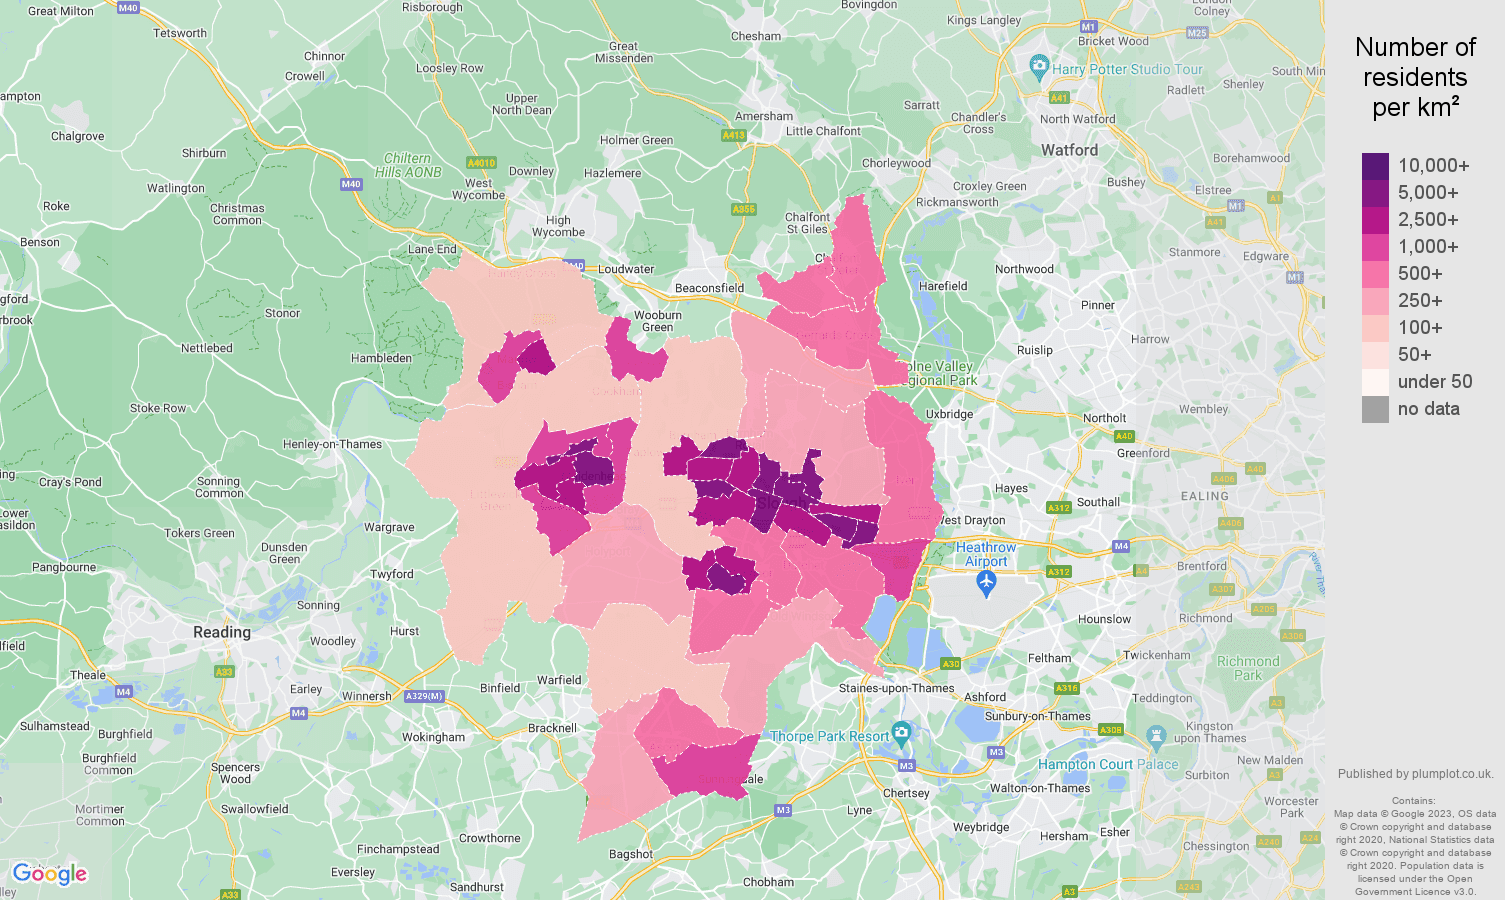 Number of
residents
per km²
10,000+
5,000+
2,500+
1,000+
500+
250+
100+
50+
under 50
no data
Published by plumplot.co.uk.
Contains:
Map data © Google 2023, OS data
© Crown copyright and database
right 2020, National Statistics data
© Crown copyright and database
right 2020. Population data is
licensed under the Open
Government Licence v3.0.
Great Milton
M40
Risborough
Bovingdon
Kings Langley
London
Colney
Tetsworth
Chinnor
Crowell
Loosley Row
Great
Missenden
Chesham
M1
Bricket Wood
M25
Harry Potter Studio Tour
South Min
Radlett
Shenley
A41
Upper
North Dean
Amersham
Little Chalfont
Sarratt
Chandler's
Cross
North Watford
Chalgrove
Shirburn
Holmer Green
A413
Watford
Borehamwood
Chiltern
Hills AONB
A4010
Downley
Hazlemere
Chorleywood
Watlington
M40
West
Wycombe
Croxley Green
Bushey
Elstree
A1
Roke
Christmas
Common
A355
Rickmansworth
M1
A41
Benson
High
Wycombe
Chalfont
St Giles
Lane End
Stanmore
Edgware
Loudwater
Beaconsfield
Northwood
M1
Harefield
Stonor
Wooburn
Green
Pinner
Nettlebed
Hambleden
Ruislip
Harrow
Stoke Row
Uxbridge
Northolt
Wembley
Henley-on-Thames
A40
Greenford
A40
A406
Cray's Pond
Sonning
Common
Slough
Hayes
Southall
EALING
A312
Tokers Green
Wargrave
West Drayton
A406
Dunsden
Green
Heathrow
Airport
M4
Pangbourne
Twyford
A312
A4
Brentford
A307
Sonning
A205
Reading
Hurst
Woodley
Hounslow
Richmond
A306
Theale
A33
Warfield
Binfield
Feltham
Twickenham
A30
Richmond
Park
M4
Earley
Winnersh
A329(M)
Staines-upon-Thames
Ashford
A316
Teddington
A3
M4
Sulhamstead
Burghfield
Wokingham
Bracknell
Sunbury-on-Thames
A308
Kingston
upon Thames
Thorpe Park Resort
M3
Hampton Court Palace
New Malden
Burghfield
Common
Spencers
Wood
M3
Surbiton
A3
Chertsey
Walton-on-Thames
Worcester
Park
Mortimer
Common
Swallowfield
M3
Lyne
Weybridge
Hersham
Esher
Chessington
A240
A24
Crowthorne
Finchampstead
Bagshot
Eversley
Sandhurst
Chobham
A33
A3
A243
Google